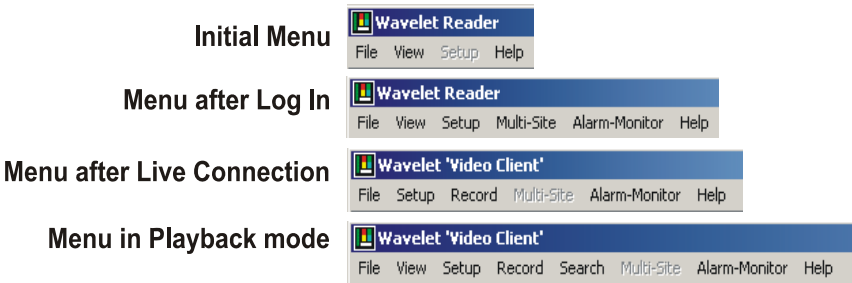 Wavelet Reader
Initial Menu
File View Setup Help
Wavelet Reader
Menu after Log In
File View Setup Multi-Site Alarm-Monitor Help
Wavelet 'Video Client'
Menu after Live Connection
File Setup Record Multi-Site Alarm-Monitor Help
Wavelet 'Video Client'
Menu in Playback mode
File View Setup Record Search Multi-Site Alarm-Monitor Help